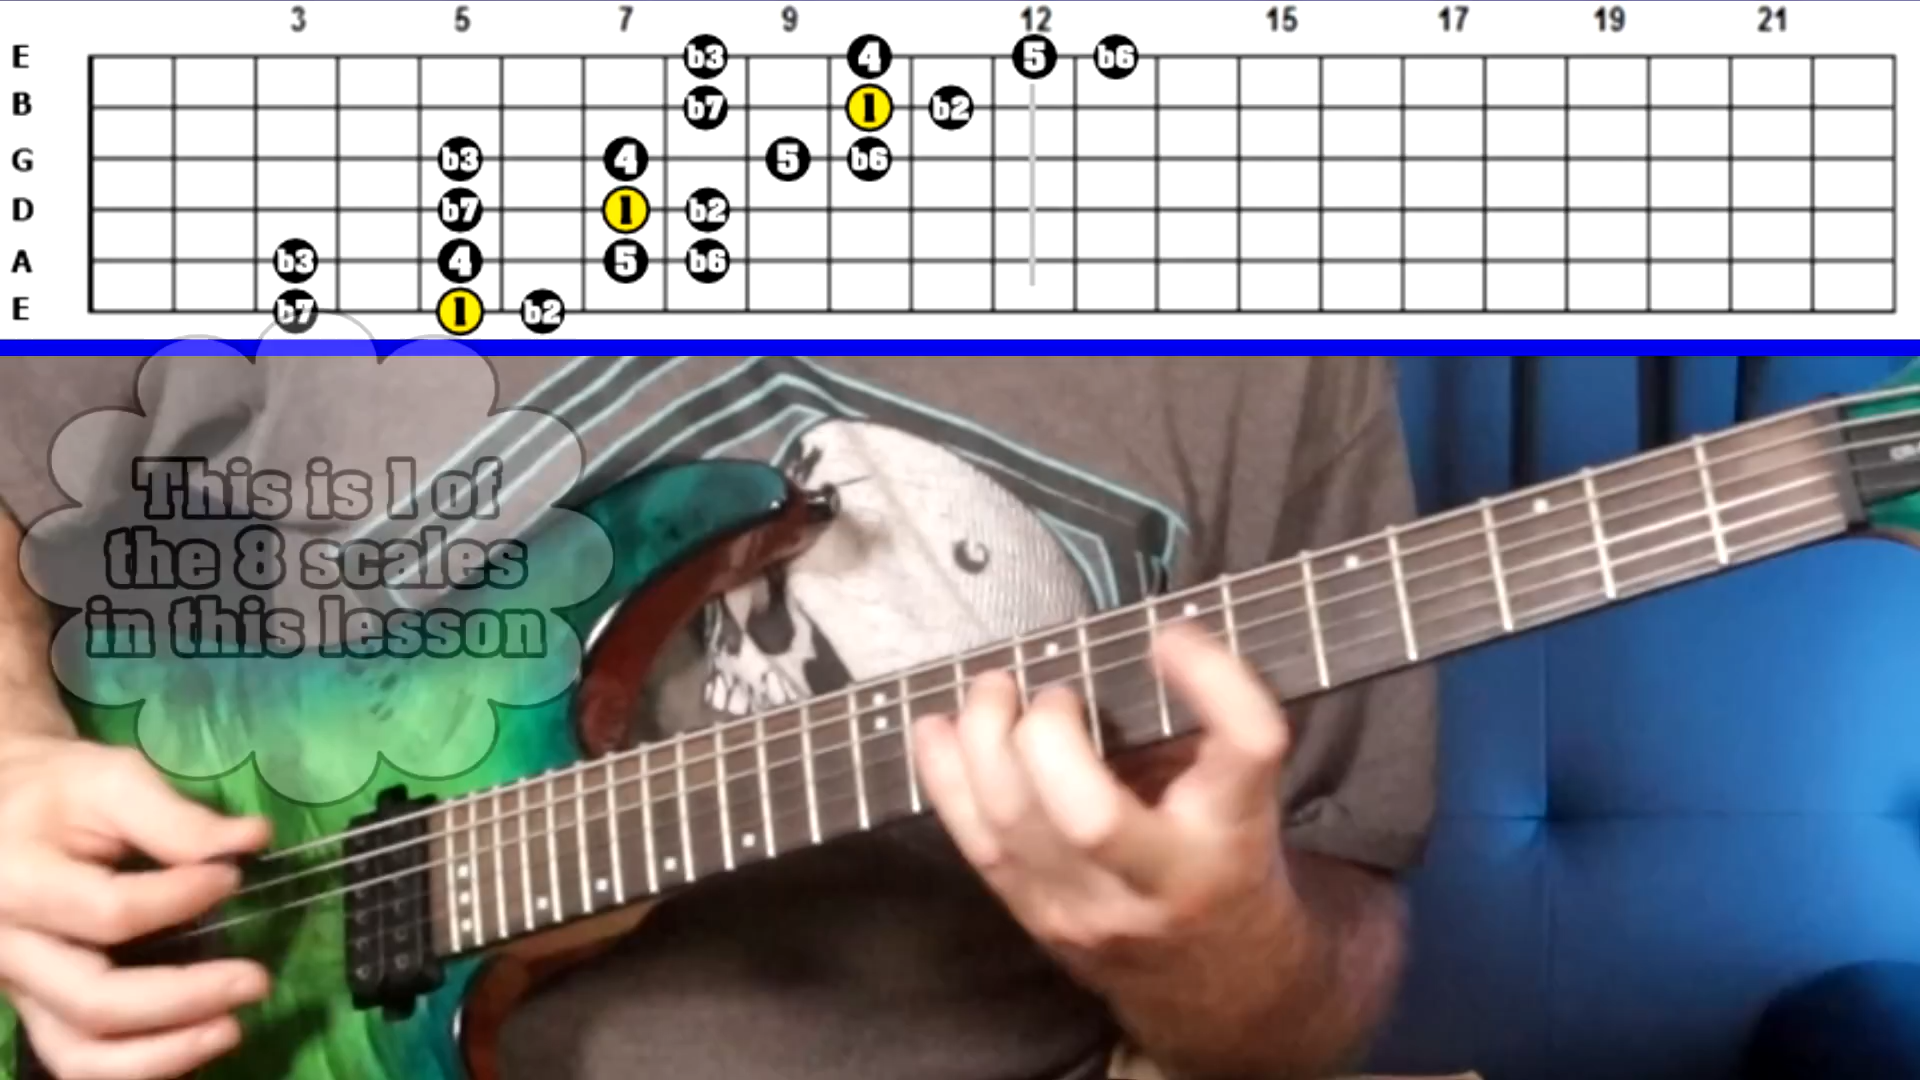 3 5 7 9 12 15 17 19 21
E b3 4 5 b6
B b7 1 b2
G b3 4 5 b6
D b7 1 b2
A b3 4 5 b6
E b7 1 b2
This is 1 of
the 8 scales
in this lesson